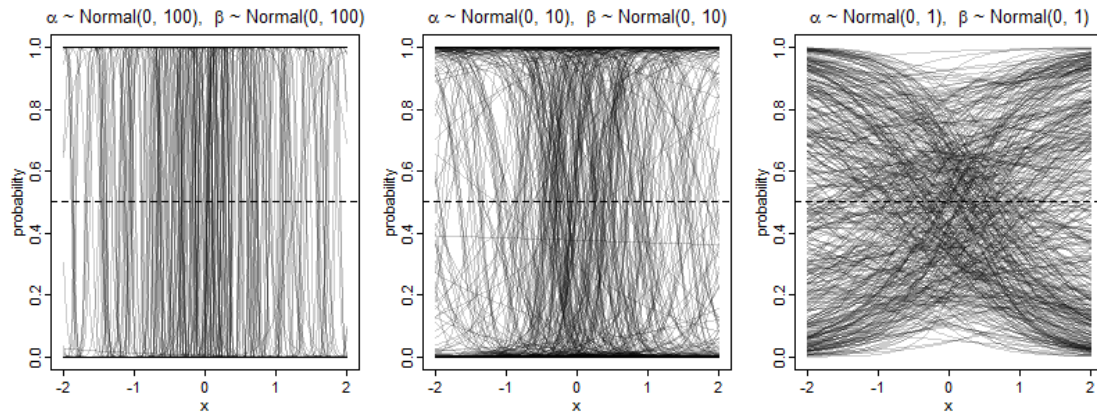 α ~ Normal(0, 100), β ~ Normal(0, 100)
probability
0.0 0.2 0.4 0.6 0.8 1.0
-2 -1 0 1 2
x
α ~ Normal(0, 10), β ~ Normal(0, 10)
probability
0.0 0.2 0.4 0.6 0.8 1.0
-2 -1 0 1 2
x
α ~ Normal(0, 1), β ~ Normal(0, 1)
probability
0.0 0.2 0.4 0.6 0.8 1.0
-2 -1 0 1 2
x